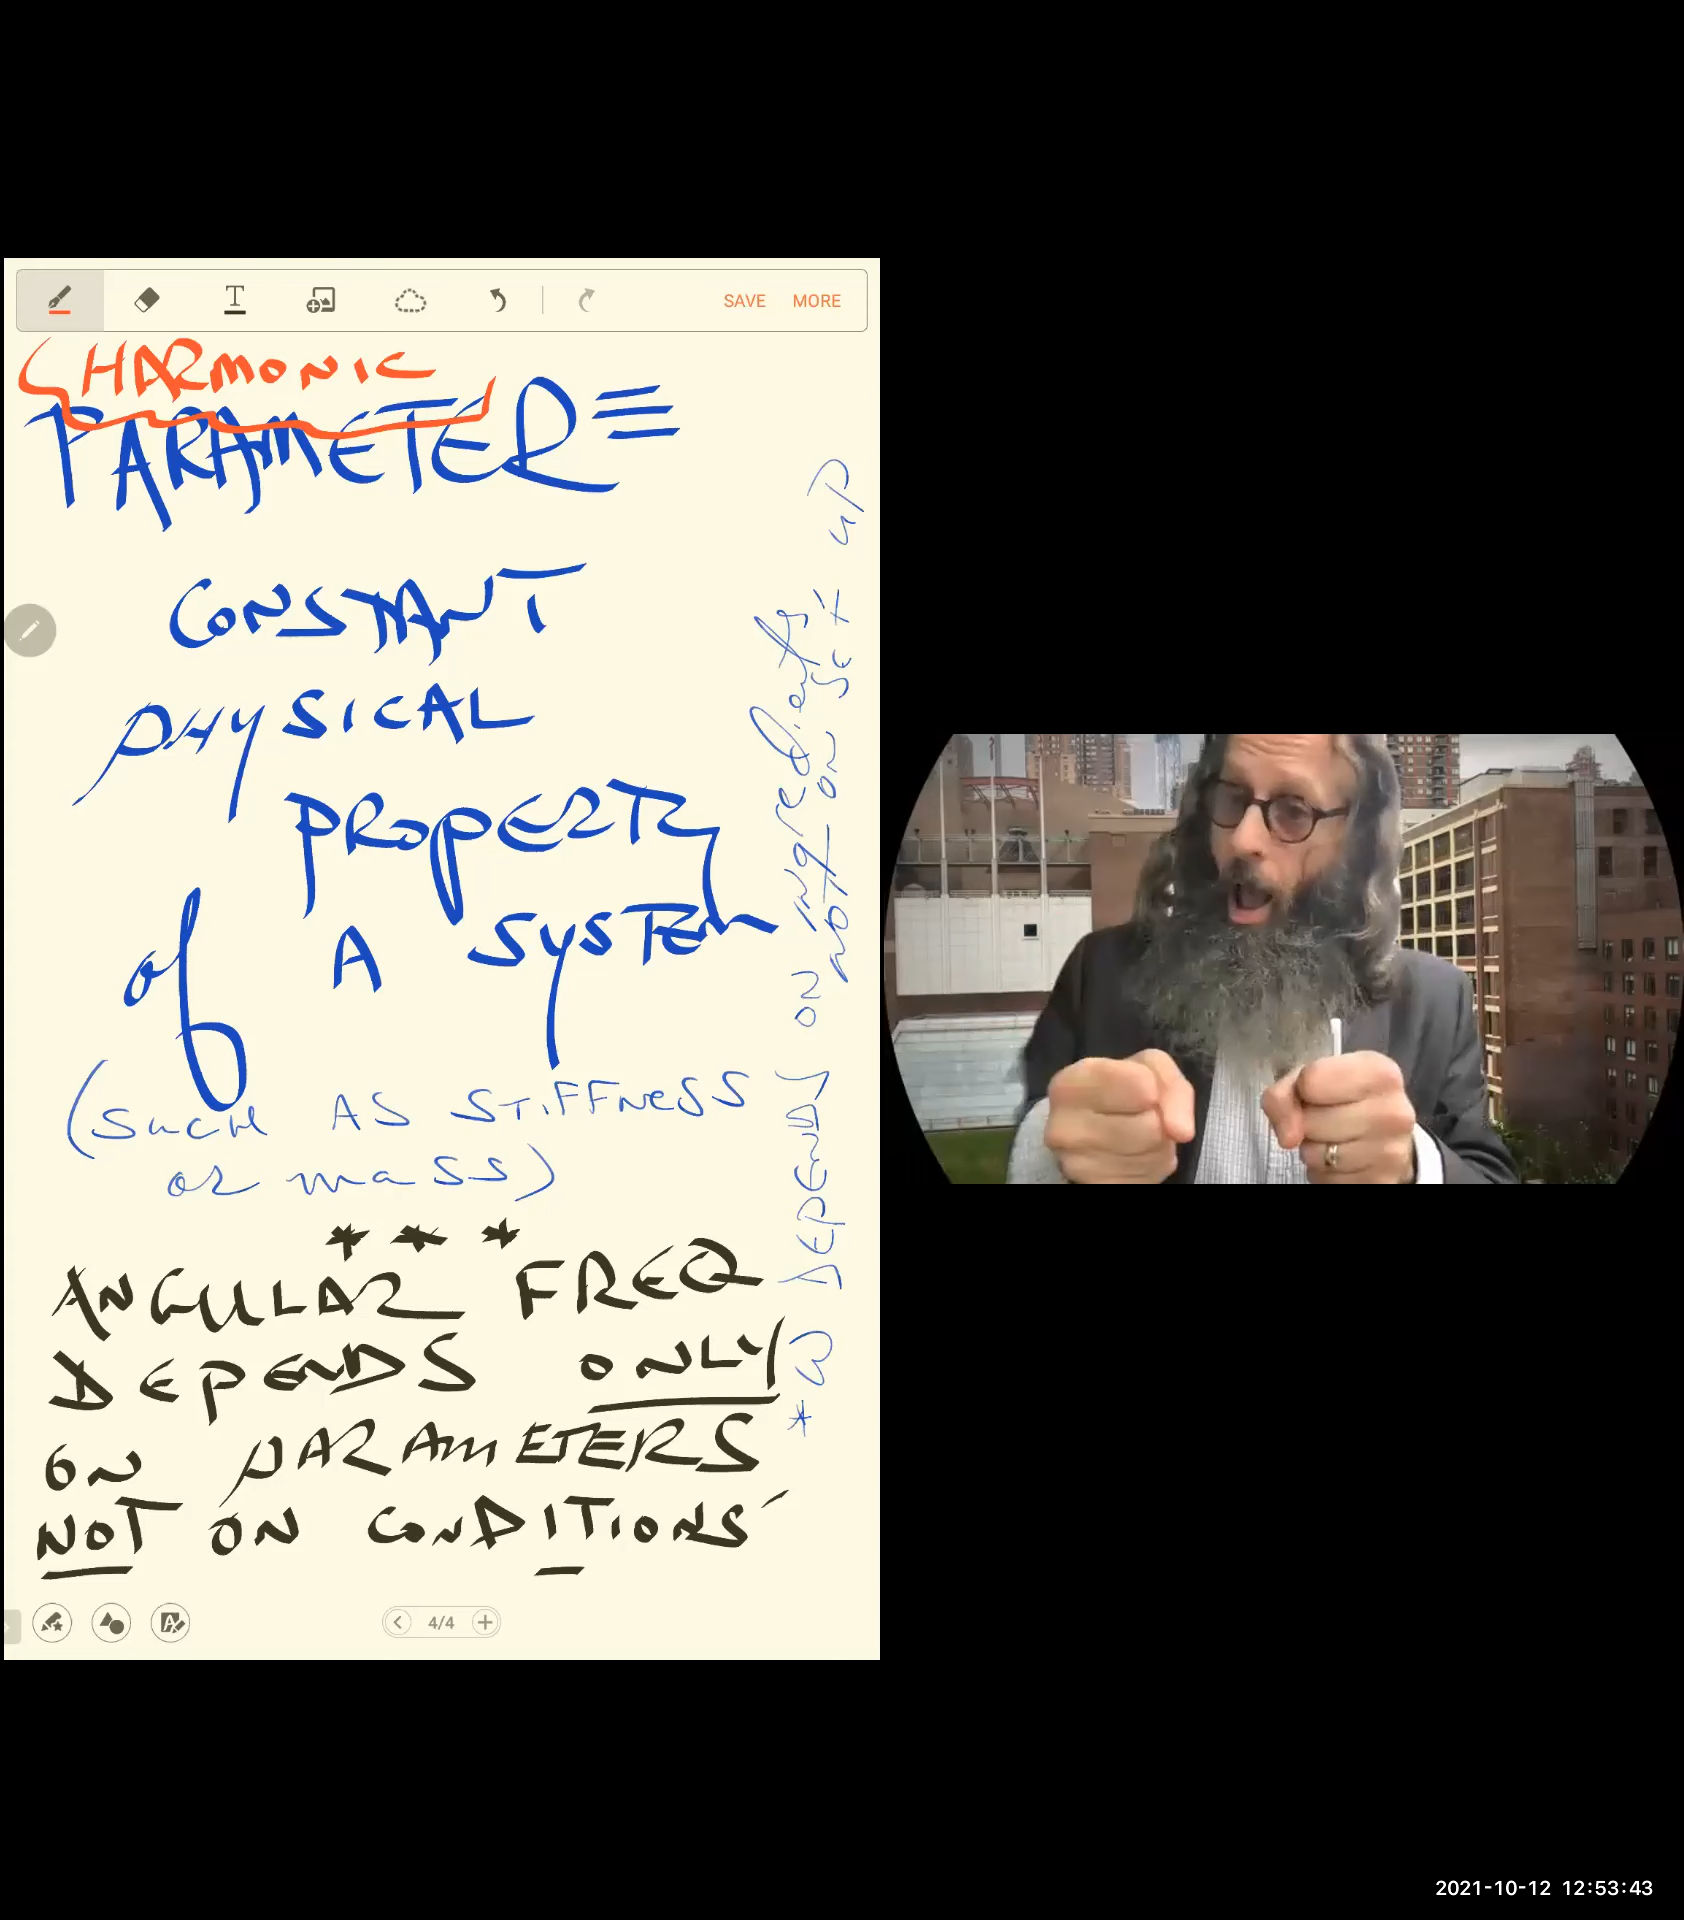 SAVE MORE
HARMONIC
PARAMETER ≡
CONSTANT
PHYSICAL
PROPERTY
of A SYSTEM
(SUCH AS STIFFNESS
OR MASS)
* * *
ANGULAR FREQ
DEPENDS ONLY
ON PARAMETERS
NOT ON CONDITIONS
* ω DEPENDS ON ingredients
NOT ON SET UP
4/4
2021-10-12 12:53:43